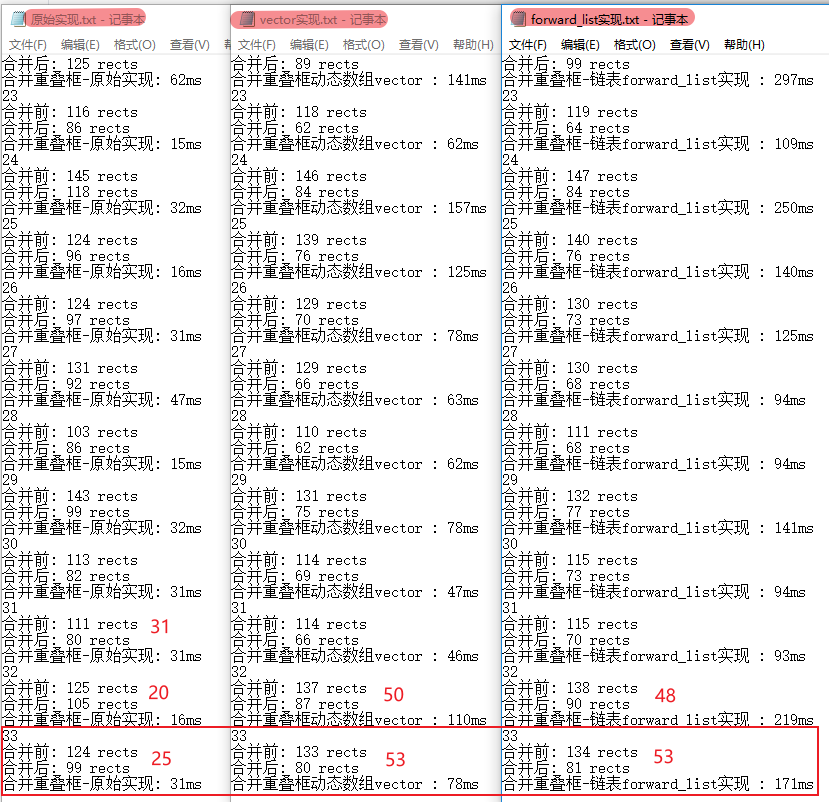 原始实现.txt - 记事本
文件(F) 编辑(E) 格式(O) 查看(V)
合并后: 125 rects
合并重叠框-原始实现: 62ms
23
合并前: 116 rects
合并后: 86 rects
合并重叠框-原始实现: 15ms
24
合并前: 145 rects
合并后: 118 rects
合并重叠框-原始实现: 32ms
25
合并前: 124 rects
合并后: 96 rects
合并重叠框-原始实现: 16ms
26
合并前: 124 rects
合并后: 97 rects
合并重叠框-原始实现: 31ms
27
合并前: 131 rects
合并后: 92 rects
合并重叠框-原始实现: 47ms
28
合并前: 103 rects
合并后: 86 rects
合并重叠框-原始实现: 15ms
29
合并前: 143 rects
合并后: 99 rects
合并重叠框-原始实现: 32ms
30
合并前: 113 rects
合并后: 82 rects
合并重叠框-原始实现: 31ms
31
合并前: 111 rects 31
合并后: 80 rects
合并重叠框-原始实现: 31ms
32
合并前: 125 rects 20
合并后: 105 rects
合并重叠框-原始实现: 16ms
33
合并前: 124 rects 25
合并后: 99 rects
合并重叠框-原始实现: 31ms
vector实现.txt - 记事本
文件(F) 编辑(E) 格式(O) 查看(V) 帮助(H)
合并后: 89 rects
合并重叠框动态数组vector : 141ms
23
合并前: 118 rects
合并后: 62 rects
合并重叠框动态数组vector : 62ms
24
合并前: 146 rects
合并后: 84 rects
合并重叠框动态数组vector : 157ms
25
合并前: 139 rects
合并后: 76 rects
合并重叠框动态数组vector : 125ms
26
合并前: 129 rects
合并后: 70 rects
合并重叠框动态数组vector : 78ms
27
合并前: 129 rects
合并后: 66 rects
合并重叠框动态数组vector : 63ms
28
合并前: 110 rects
合并后: 62 rects
合并重叠框动态数组vector : 62ms
29
合并前: 131 rects
合并后: 75 rects
合并重叠框动态数组vector : 78ms
30
合并前: 114 rects
合并后: 69 rects
合并重叠框动态数组vector : 47ms
31
合并前: 114 rects
合并后: 66 rects
合并重叠框动态数组vector : 46ms
32
合并前: 137 rects 50
合并后: 87 rects
合并重叠框动态数组vector : 110ms
33
合并前: 133 rects 53
合并后: 80 rects
合并重叠框动态数组vector : 78ms
forward_list实现.txt - 记事本
文件(F) 编辑(E) 格式(O) 查看(V) 帮助(H)
合并后: 99 rects
合并重叠框-链表forward_list实现 : 297ms
23
合并前: 119 rects
合并后: 64 rects
合并重叠框-链表forward_list实现 : 109ms
24
合并前: 147 rects
合并后: 84 rects
合并重叠框-链表forward_list实现 : 250ms
25
合并前: 140 rects
合并后: 76 rects
合并重叠框-链表forward_list实现 : 140ms
26
合并前: 130 rects
合并后: 73 rects
合并重叠框-链表forward_list实现 : 125ms
27
合并前: 130 rects
合并后: 68 rects
合并重叠框-链表forward_list实现 : 94ms
28
合并前: 111 rects
合并后: 68 rects
合并重叠框-链表forward_list实现 : 94ms
29
合并前: 132 rects
合并后: 77 rects
合并重叠框-链表forward_list实现 : 141ms
30
合并前: 115 rects
合并后: 73 rects
合并重叠框-链表forward_list实现 : 94ms
31
合并前: 115 rects
合并后: 70 rects
合并重叠框-链表forward_list实现 : 93ms
32
合并前: 138 rects 48
合并后: 90 rects
合并重叠框-链表forward_list实现 : 219ms
33
合并前: 134 rects 53
合并后: 81 rects
合并重叠框-链表forward_list实现 : 171ms